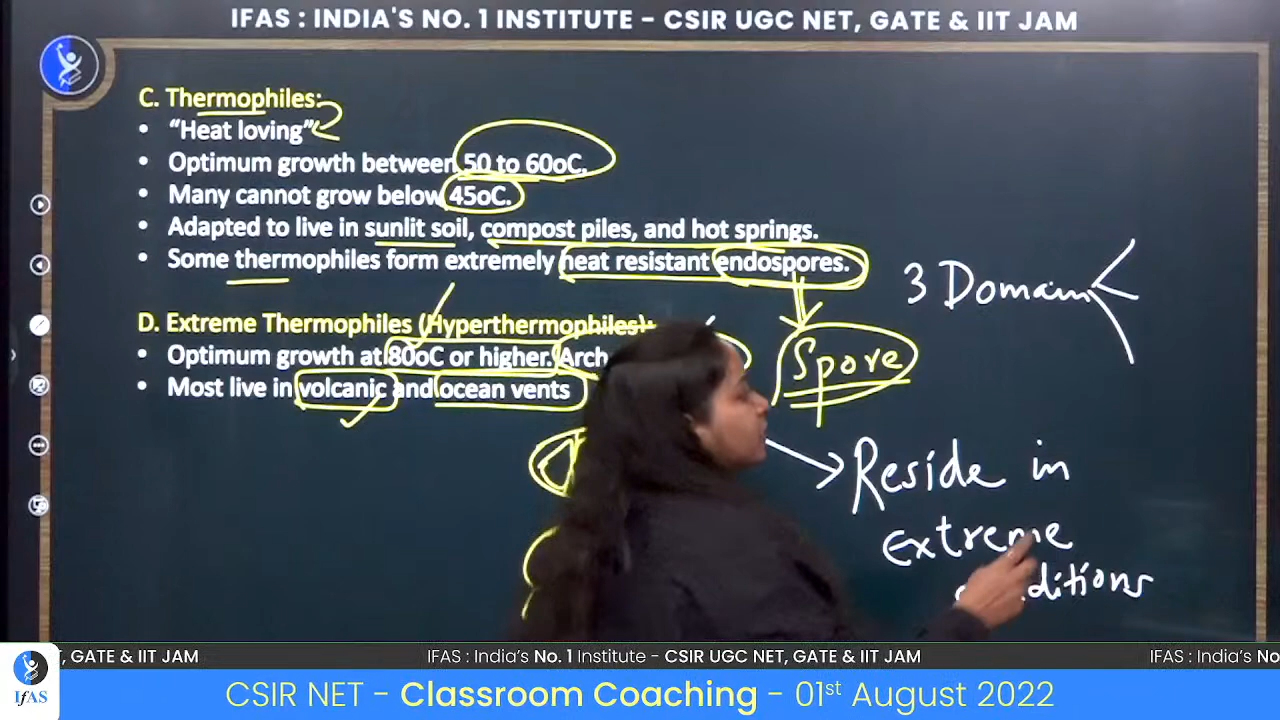 IFAS : INDIA'S NO. 1 INSTITUTE - CSIR UGC NET, GATE & IIT JAM
C. Thermophiles:
• “Heat loving”
• Optimum growth between 50 to 60oC.
• Many cannot grow below 45oC.
• Adapted to live in sunlit soil, compost piles, and hot springs.
• Some thermophiles form extremely heat resistant endospores.
D. Extreme Thermophiles (Hyperthermophiles):
• Optimum growth at 80oC or higher.
• Most live in volcanic and ocean vents
3 Domain
Spore
Reside in
Extreme
T, GATE & IIT JAM
IFAS : India's No. 1 Institute - CSIR UGC NET, GATE & IIT JAM
IFAS : India's No
IfAS
CSIR NET - Classroom Coaching - 01st August 2022